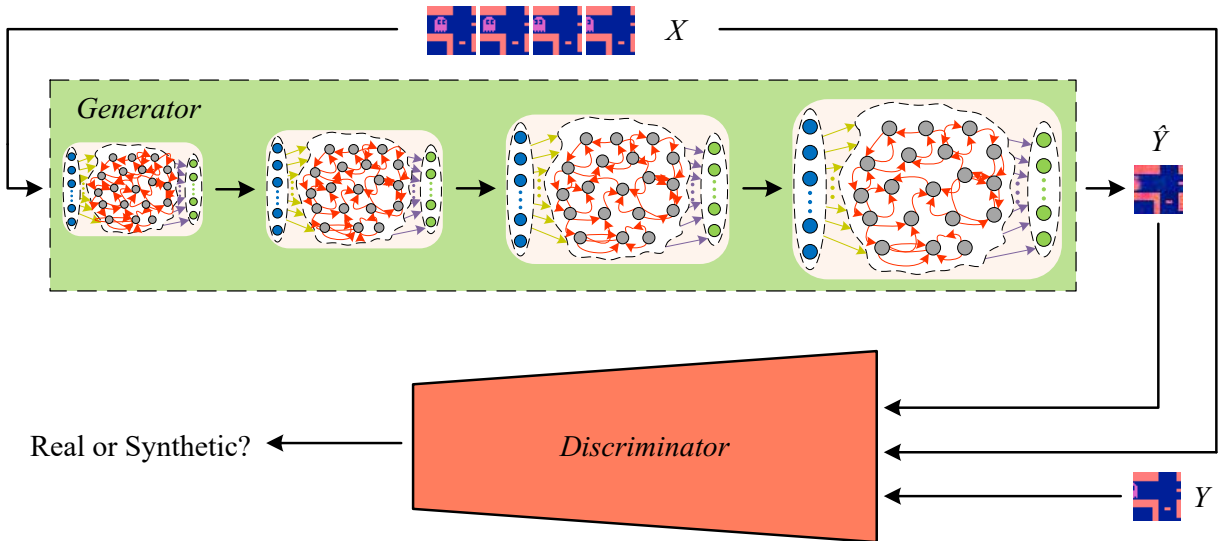 X
Generator
Ŷ
Discriminator
Real or Synthetic?
Y